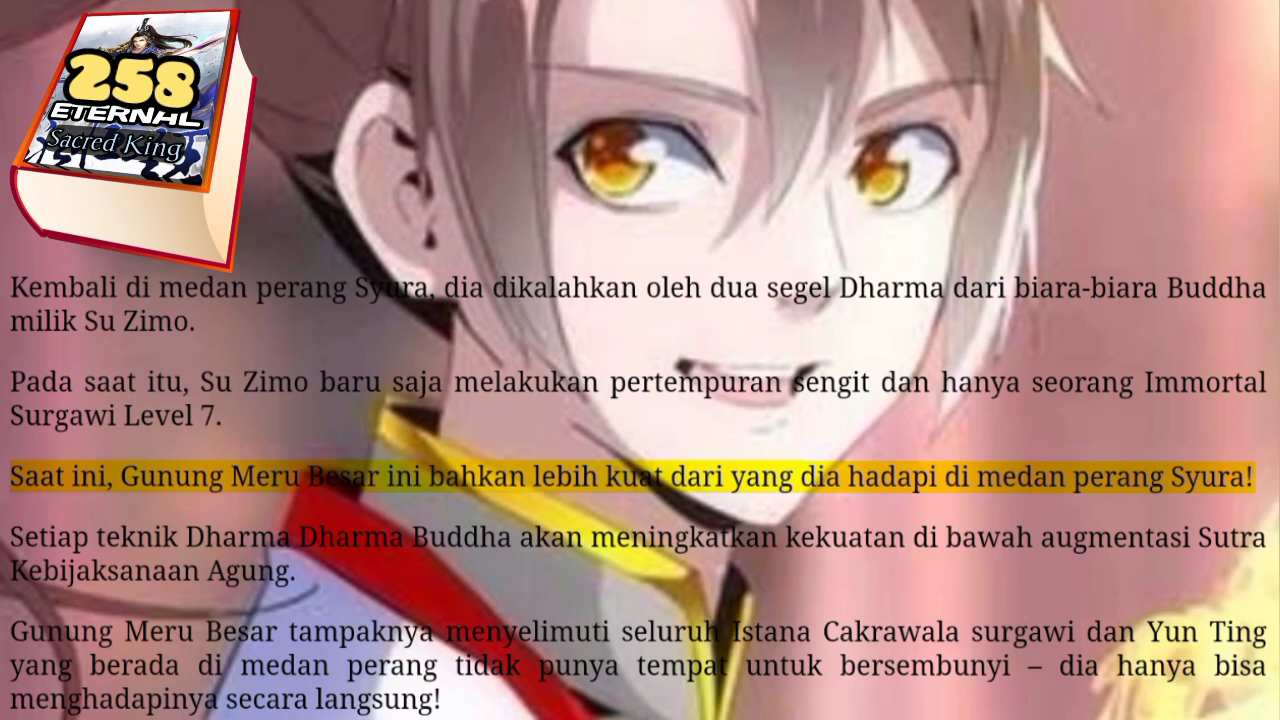 258
ETERNAL
Sacred King
Kembali di medan perang Syura, dia dikalahkan oleh dua segel Dharma dari biara-biara Buddha
milik Su Zimo.
Pada saat itu, Su Zimo baru saja melakukan pertempuran sengit dan hanya seorang Immortal
Surgawi Level 7.
Saat ini, Gunung Meru Besar ini bahkan lebih kuat dari yang dia hadapi di medan perang Syura!
Setiap teknik Dharma Dharma Buddha akan meningkatkan kekuatan di bawah augmentasi Sutra
Kebijaksanaan Agung.
Gunung Meru Besar tampaknya menyelimuti seluruh Istana Cakrawala surgawi dan Yun Ting
yang berada di medan perang tidak punya tempat untuk bersembunyi – dia hanya bisa
menghadapinya secara langsung!